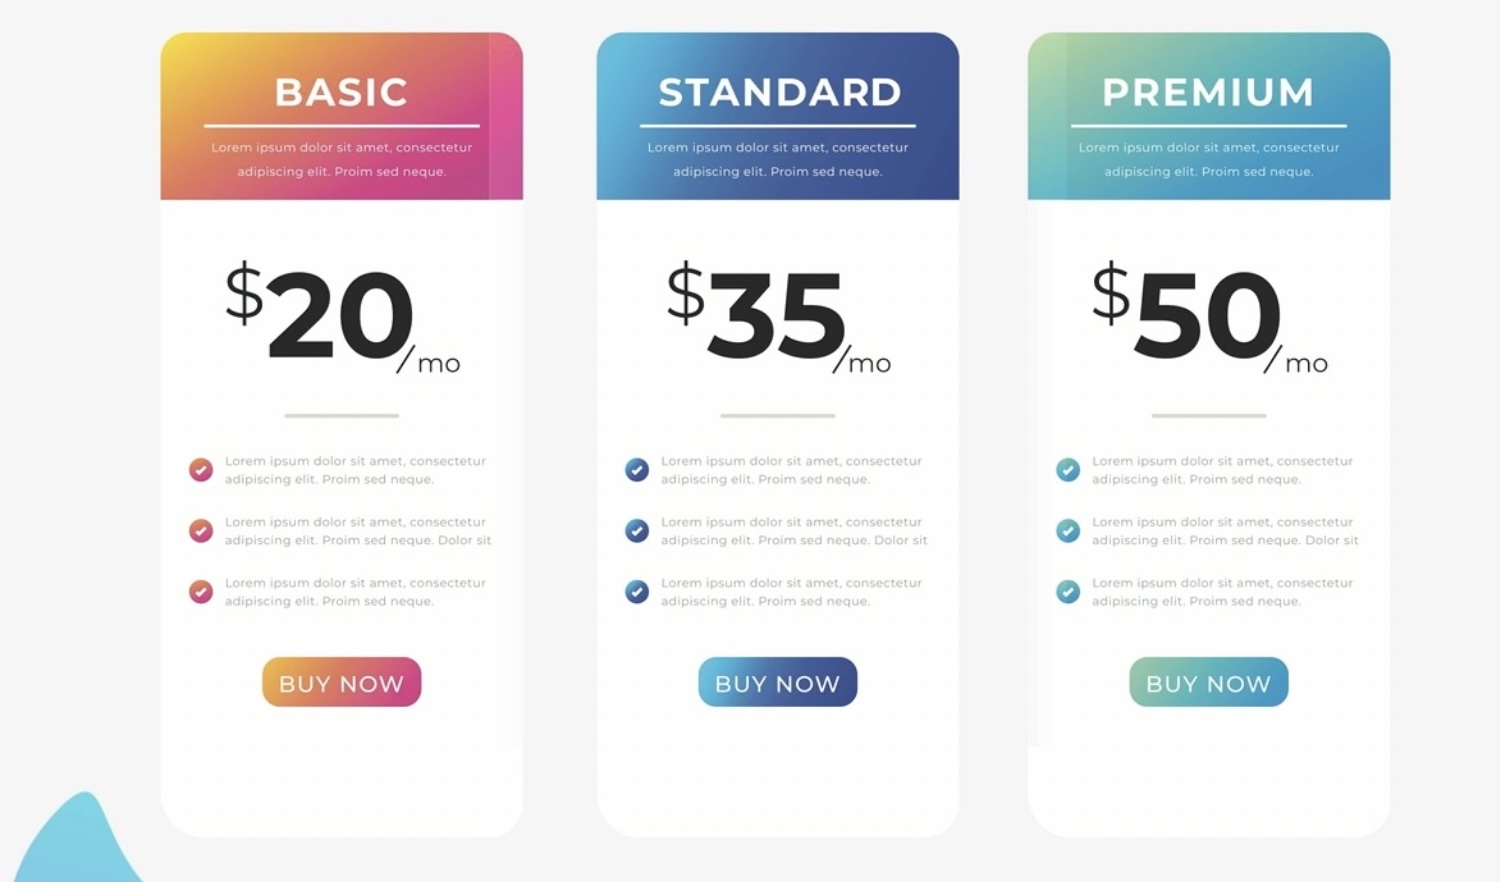 BASIC
Lorem ipsum dolor sit amet, consectetur
adipiscing elit. Proim sed neque.
$20/mo
Lorem ipsum dolor sit amet, consectetur
adipiscing elit. Proim sed neque.
Lorem ipsum dolor sit amet, consectetur
adipiscing elit. Proim sed neque. Dolor sit
Lorem ipsum dolor sit amet, consectetur
adipiscing elit. Proim sed neque.
BUY NOW
STANDARD
Lorem ipsum dolor sit amet, consectetur
adipiscing elit. Proim sed neque.
$35/mo
Lorem ipsum dolor sit amet, consectetur
adipiscing elit. Proim sed neque.
Lorem ipsum dolor sit amet, consectetur
adipiscing elit. Proim sed neque. Dolor sit
Lorem ipsum dolor sit amet, consectetur
adipiscing elit. Proim sed neque.
BUY NOW
PREMIUM
Lorem ipsum dolor sit amet, consectetur
adipiscing elit. Proim sed neque.
$50/mo
Lorem ipsum dolor sit amet, consectetur
adipiscing elit. Proim sed neque.
Lorem ipsum dolor sit amet, consectetur
adipiscing elit. Proim sed neque. Dolor sit
Lorem ipsum dolor sit amet, consectetur
adipiscing elit. Proim sed neque.
BUY NOW